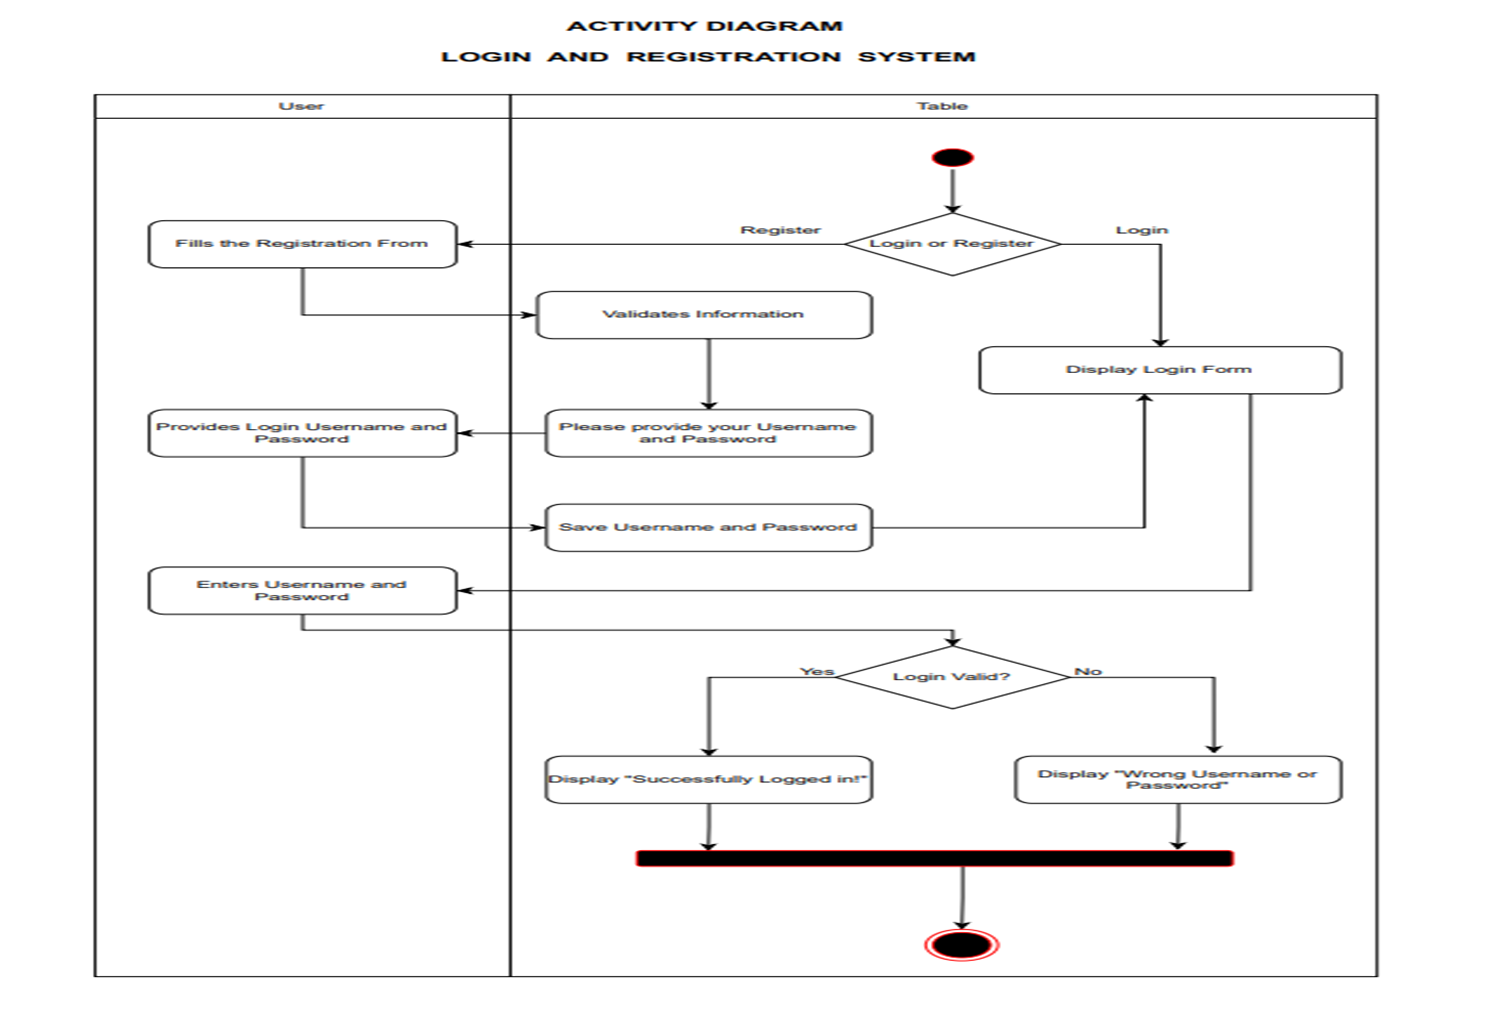 ACTIVITY DIAGRAM
LOGIN AND REGISTRATION SYSTEM
User
Table
Register
Login
Fills the Registration From
Login or Register
Validates Information
Display Login Form
Provides Login Username and
Password
Please provide your Username
and Password
Save Username and Password
Enters Username and
Password
Yes
Login Valid?
No
Display "Successfully Logged in!"
Display "Wrong Username or
Password"